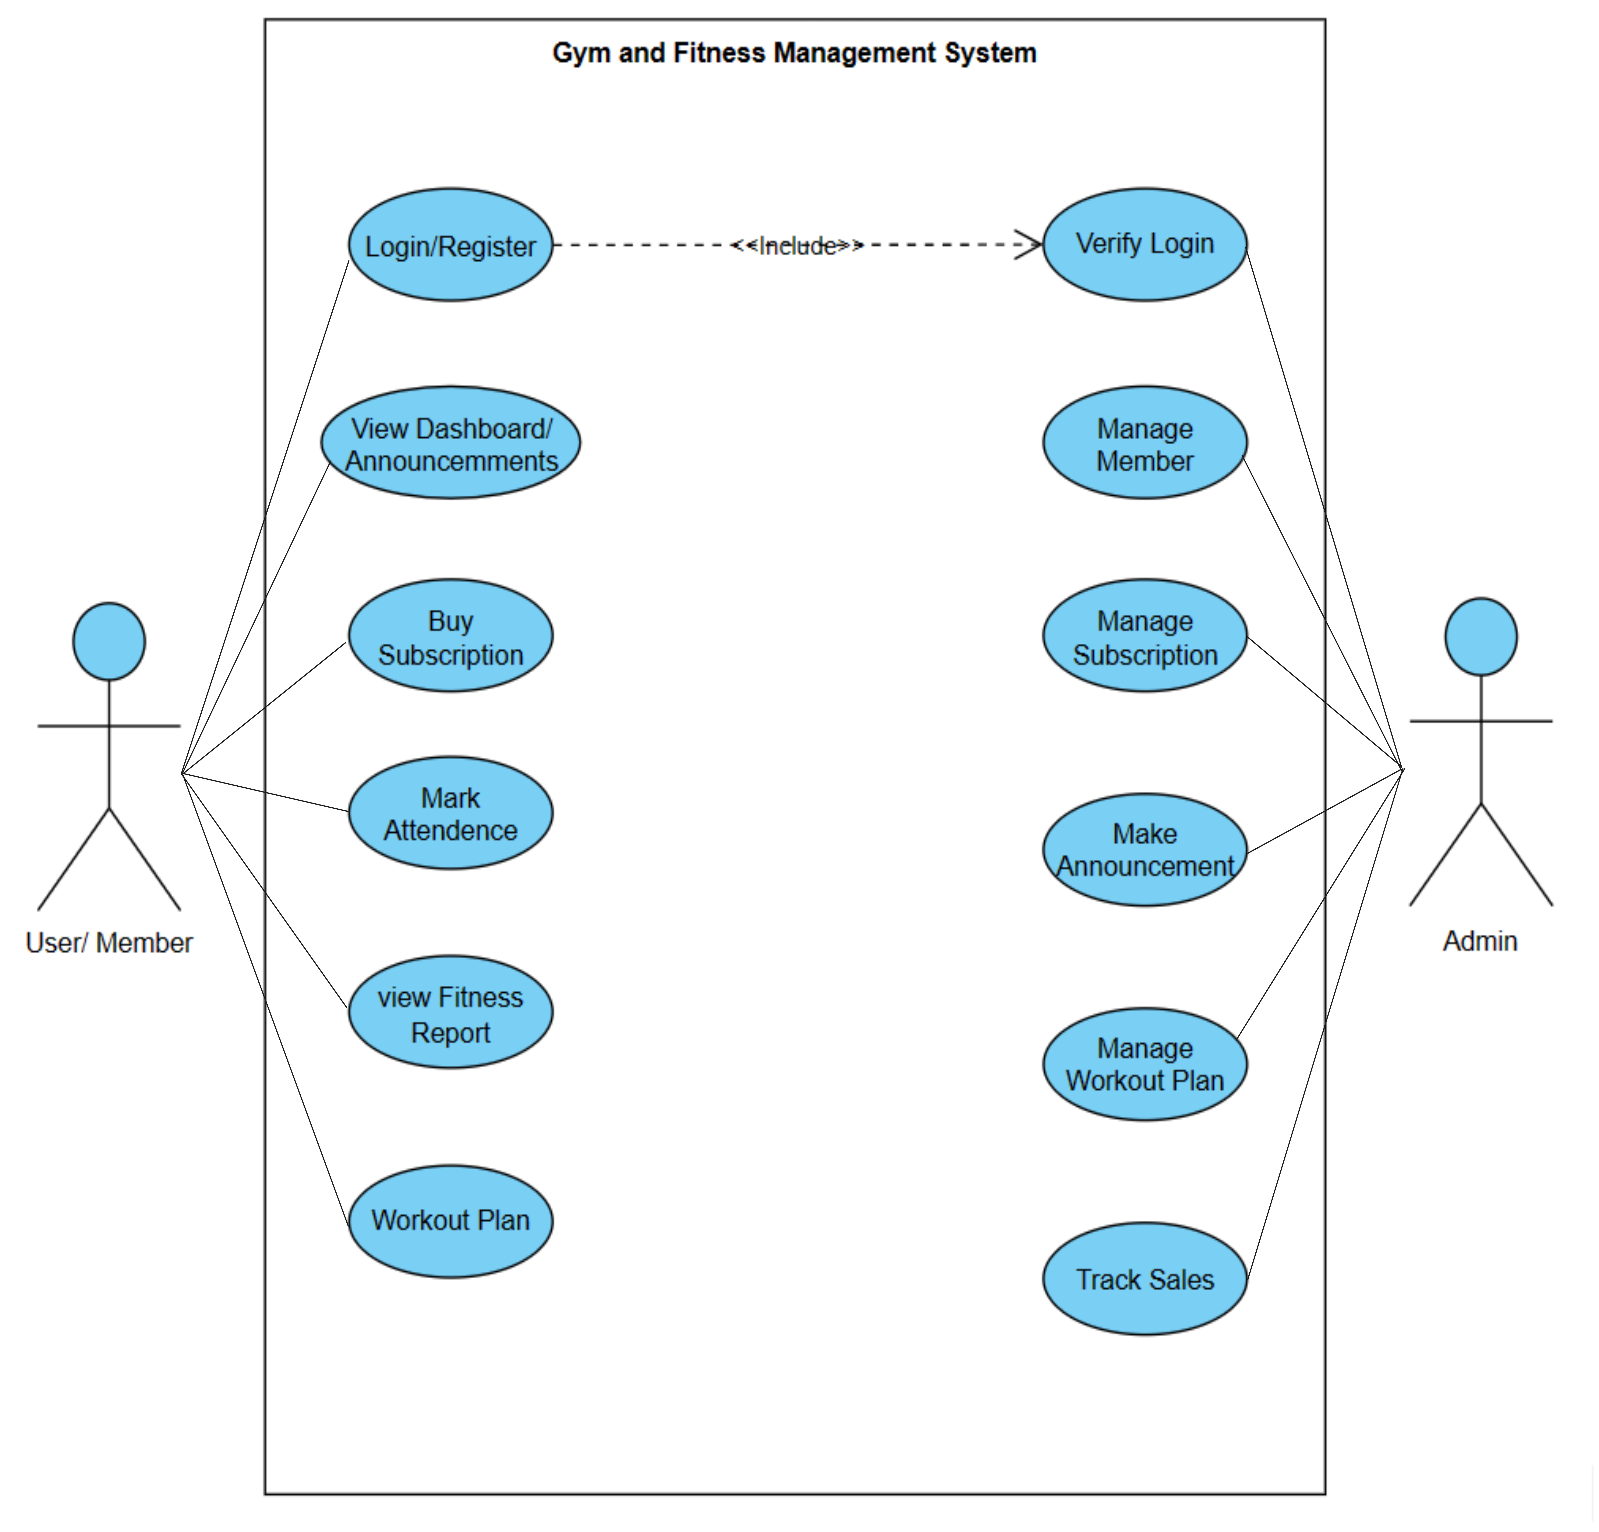 Gym and Fitness Management System
Login/Register
<<Include>>
Verify Login
View Dashboard/
Announcemments
Manage
Member
Buy
Subscription
Manage
Subscription
Mark
Attendence
Make
Announcement
User/ Member
Admin
view Fitness
Report
Manage
Workout Plan
Workout Plan
Track Sales